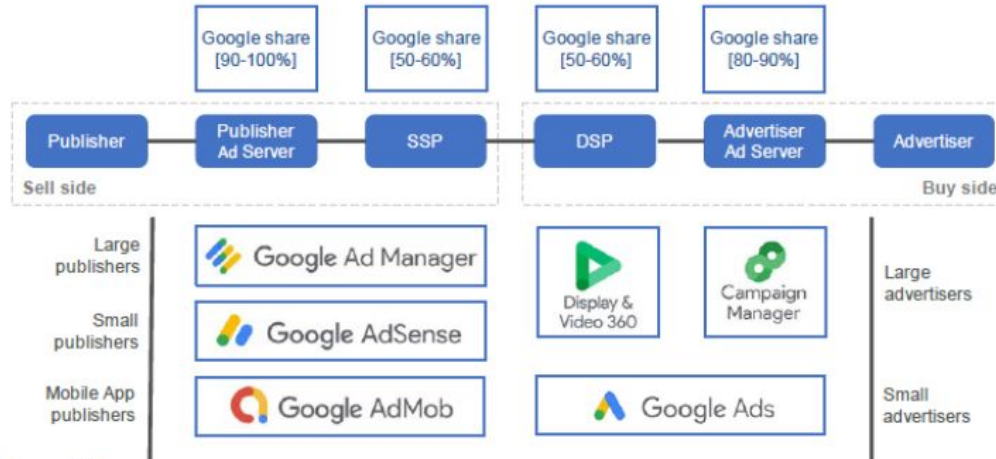 Google share
[90-100%]
Google share
[50-60%]
Google share
[50-60%]
Google share
[80-90%]
Publisher
Publisher
Ad Server
SSP
DSP
Advertiser
Ad Server
Advertiser
Sell side
Buy side
Large
publishers
Google Ad Manager
Display &
Video 360
Campaign
Manager
Large
advertisers
Small
publishers
Google AdSense
Mobile App
publishers
Google AdMob
Google Ads
Small
advertisers